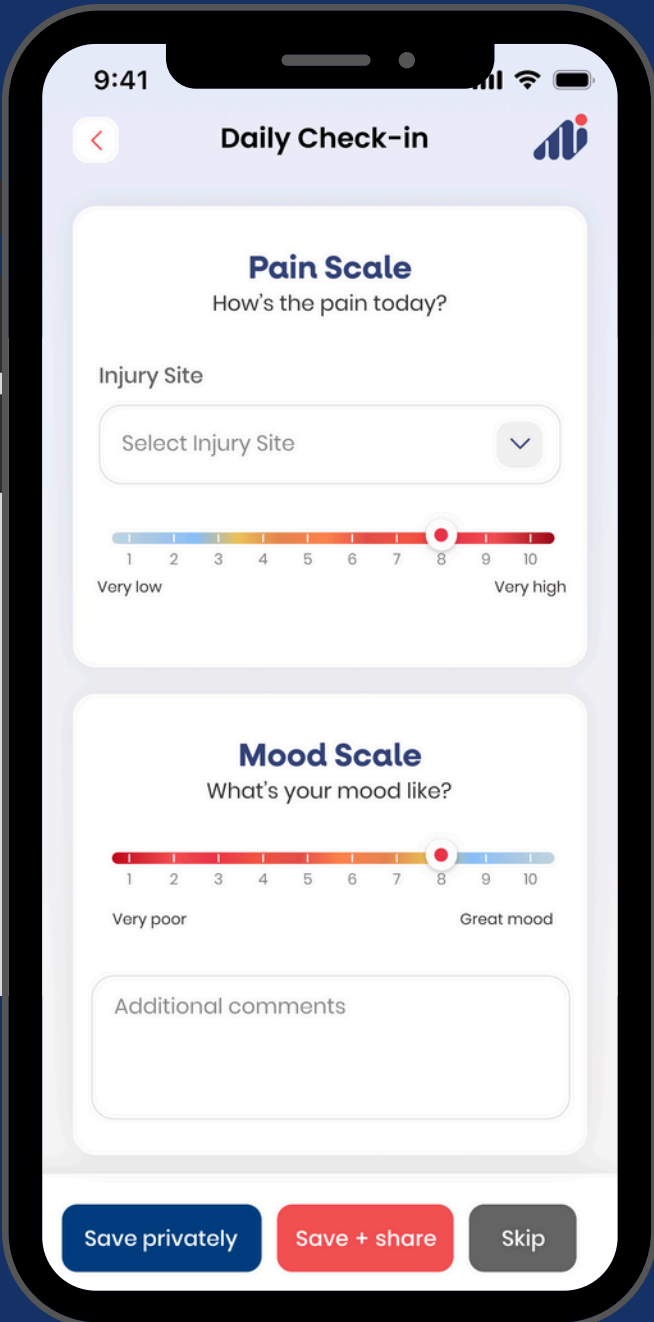 9:41
Daily Check-in
Pain Scale
How's the pain today?
Injury Site
Select Injury Site
1 2 3 4 5 6 7 8 9 10
Very low Very high
Mood Scale
What's your mood like?
1 2 3 4 5 6 7 8 9 10
Very poor Great mood
Additional comments
Save privately Save + share Skip